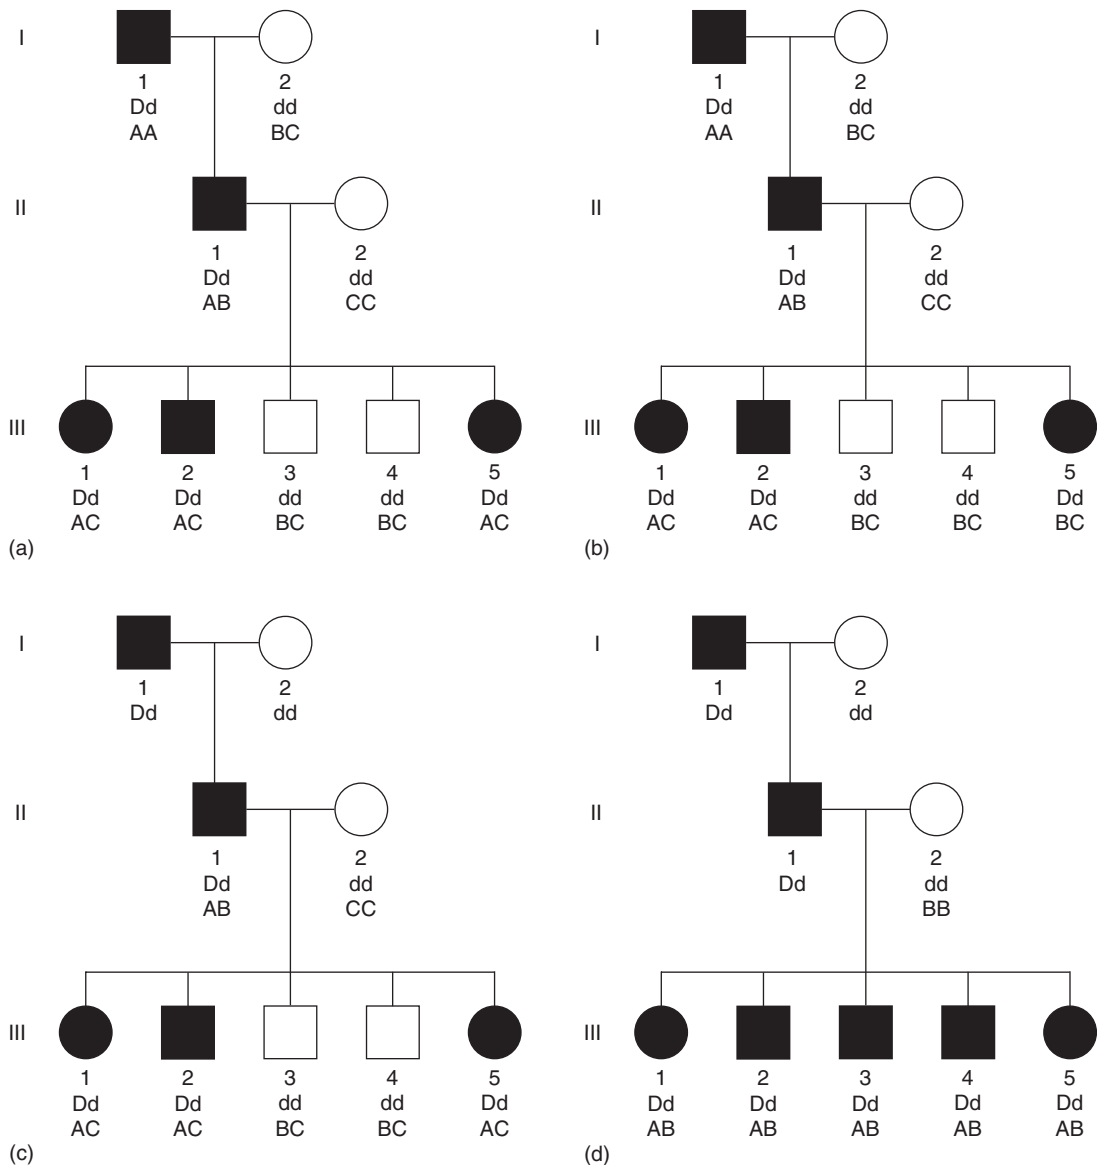 I
1 2
Dd dd
AA BC
II
1 2
Dd dd
AB CC
III
1 2 3 4 5
Dd Dd dd dd Dd
AC AC BC BC AC
(a)
I
1 2
Dd dd
AA BC
II
1 2
Dd dd
AB CC
III
1 2 3 4 5
Dd Dd dd dd Dd
AC AC BC BC BC
(b)
I
1 2
Dd dd
II
1 2
Dd dd
AB CC
III
1 2 3 4 5
Dd Dd dd dd Dd
AC AC BC BC AC
(c)
I
1 2
Dd dd
II
1 2
Dd dd
BB
III
1 2 3 4 5
Dd Dd Dd Dd Dd
AB AB AB AB AB
(d)